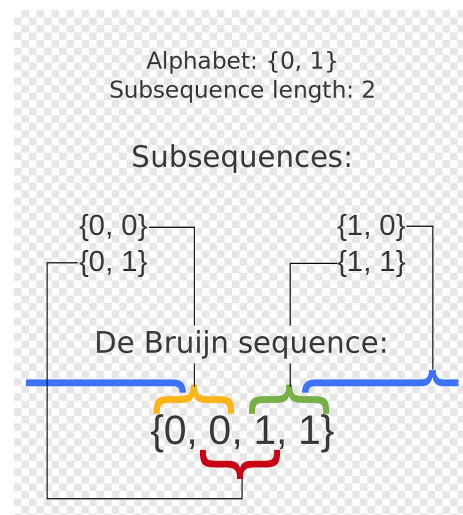 Alphabet: {0, 1}
Subsequence length: 2
Subsequences:
{0, 0} {1, 0}
{0, 1} {1, 1}
De Bruijn sequence:
{0, 0, 1, 1}